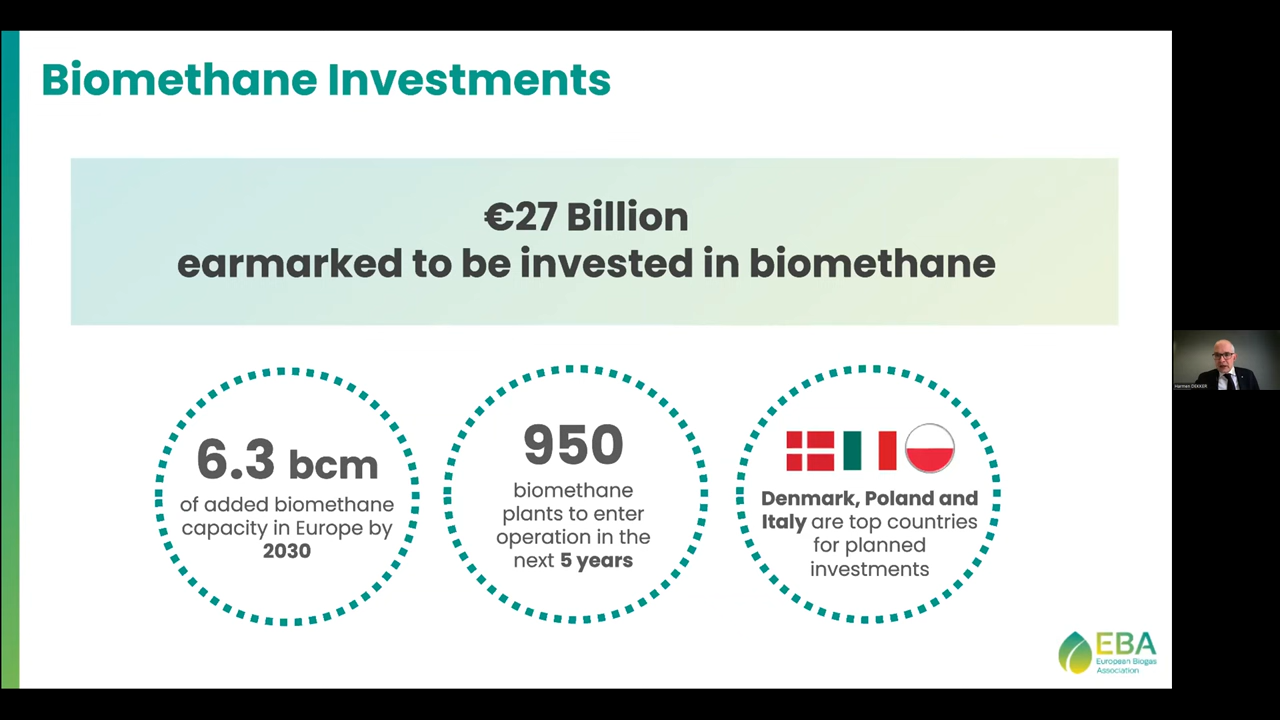 Biomethane Investments
€27 Billion
earmarked to be invested in biomethane
6.3 bcm
of added biomethane
capacity in Europe by
2030
950
biomethane
plants to enter
operation in the
next 5 years
Denmark, Poland and
Italy are top countries
for planned
investments
EBA
European Biogas
Association
Harmen DEKKER